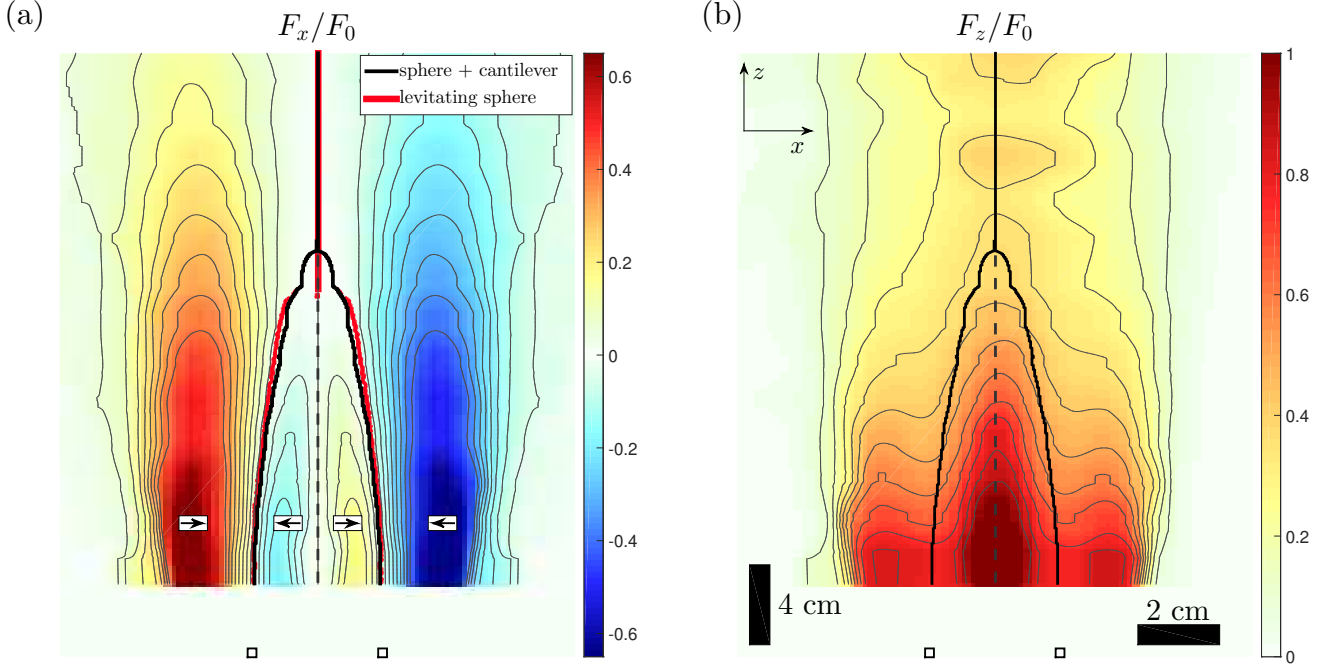 (a)
F_x/F_0
sphere + cantilever
levitating sphere
0.6
0.4
0.2
0
-0.2
-0.4
-0.6
(b)
F_z/F_0
z
x
4 cm
2 cm
1
0.8
0.6
0.4
0.2
0